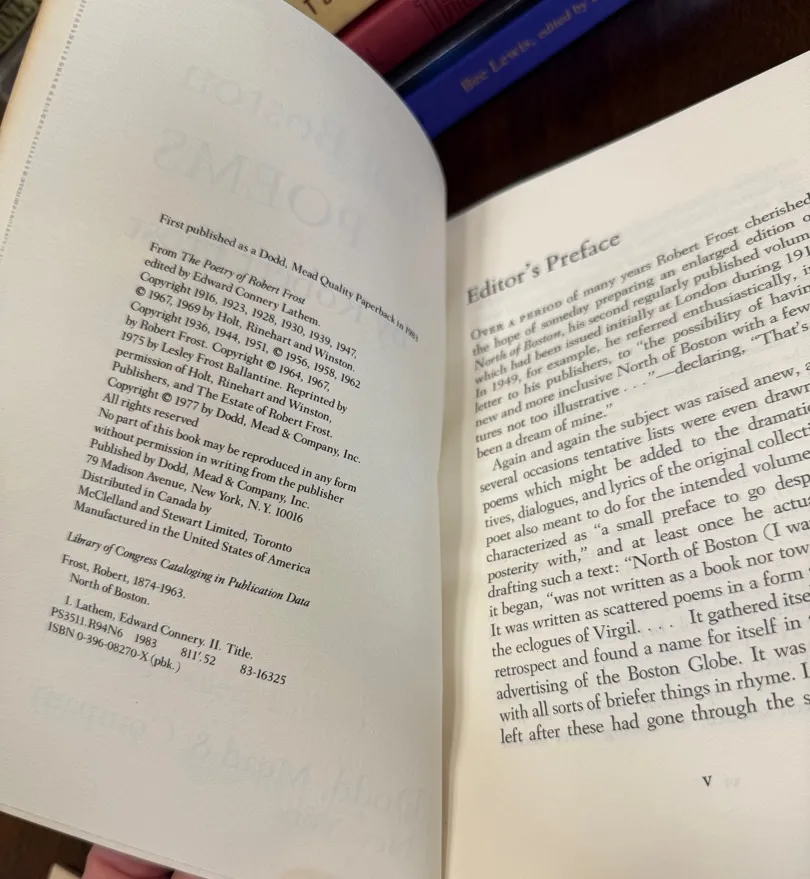 Bee Lewis, edited by
First published as a Dodd, Mead Quality Paperback in 1983
From The Poetry of Robert Frost
edited by Edward Connery Lathem.
Copyright 1916, 1923, 1928, 1930, 1939, 1947,
© 1967, 1969 by Holt, Rinehart and Winston.
Copyright 1936, 1944, 1951, © 1956, 1958, 1962
by Robert Frost. Copyright © 1964, 1967,
1975 by Lesley Frost Ballantine. Reprinted by
permission of Holt, Rinehart and Winston,
Publishers, and The Estate of Robert Frost.
Copyright © 1977 by Dodd, Mead & Company, Inc.
All rights reserved
No part of this book may be reproduced in any form
without permission in writing from the publisher
Published by Dodd, Mead & Company, Inc.
79 Madison Avenue, New York, N.Y. 10016
Distributed in Canada by
McClelland and Stewart Limited, Toronto
Manufactured in the United States of America
Library of Congress Cataloging in Publication Data
Frost, Robert, 1874-1963.
North of Boston.
I. Lathem, Edward Connery. II. Title.
PS3511.R94N6 1983 811'.52 83-16325
ISBN 0-396-08270-X (pbk.)
Editor's Preface
OVER A PERIOD of many years Robert Frost cherished
the hope of someday preparing an enlarged edition o
North of Boston, his second regularly published volum
which had been issued initially at London during 191
In 1949, for example, he referred enthusiastically, i
letter to his publishers, to "the possibility of havin
new and more inclusive North of Boston with a few
tures not too illustrative . . ."—declaring, "That's
been a dream of mine."
Again and again the subject was raised anew, a
several occasions tentative lists were even drawn
poems which might be added to the dramatic
tives, dialogues, and lyrics of the original collecti
poet also meant to do for the intended volume
characterized as "a small preface to go desp
posterity with," and at least once he actua
drafting such a text: "North of Boston (I wa
it began, "was not written as a book nor tow
It was written as scattered poems in a form
the eclogues of Virgil. . . . It gathered itse
retrospect and found a name for itself in
advertising of the Boston Globe. It was
with all sorts of briefer things in rhyme. I
left after these had gone through the s
v